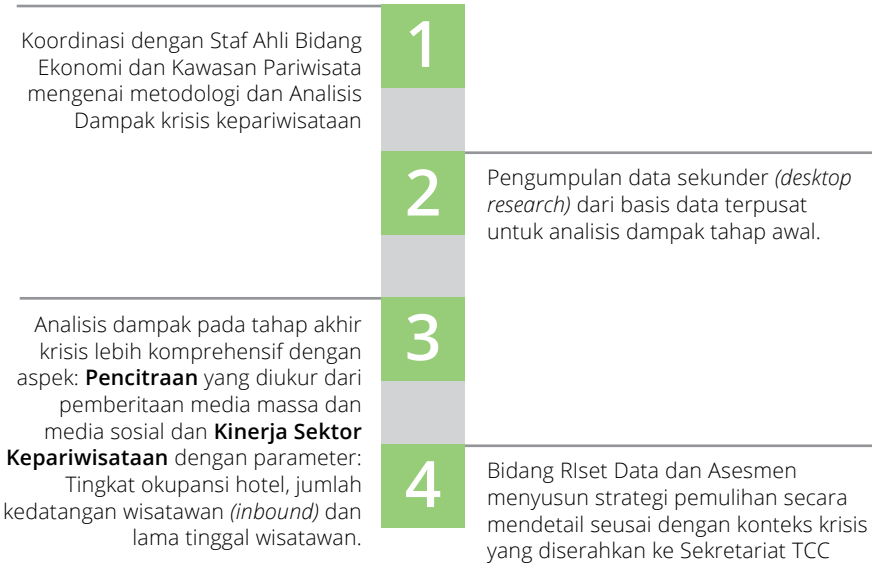 1
Koordinasi dengan Staf Ahli Bidang
Ekonomi dan Kawasan Pariwisata
mengenai metodologi dan Analisis
Dampak krisis kepariwisataan
2
Pengumpulan data sekunder (desktop
research) dari basis data terpusat
untuk analisis dampak tahap awal.
3
Analisis dampak pada tahap akhir
krisis lebih komprehensif dengan
aspek: Pencitraan yang diukur dari
pemberitaan media massa dan
media sosial dan Kinerja Sektor
Kepariwisataan dengan parameter:
Tingkat okupansi hotel, jumlah
kedatangan wisatawan (inbound) dan
lama tinggal wisatawan.
4
Bidang RIset Data dan Asesmen
menyusun strategi pemulihan secara
mendetail seusai dengan konteks krisis
yang diserahkan ke Sekretariat TCC